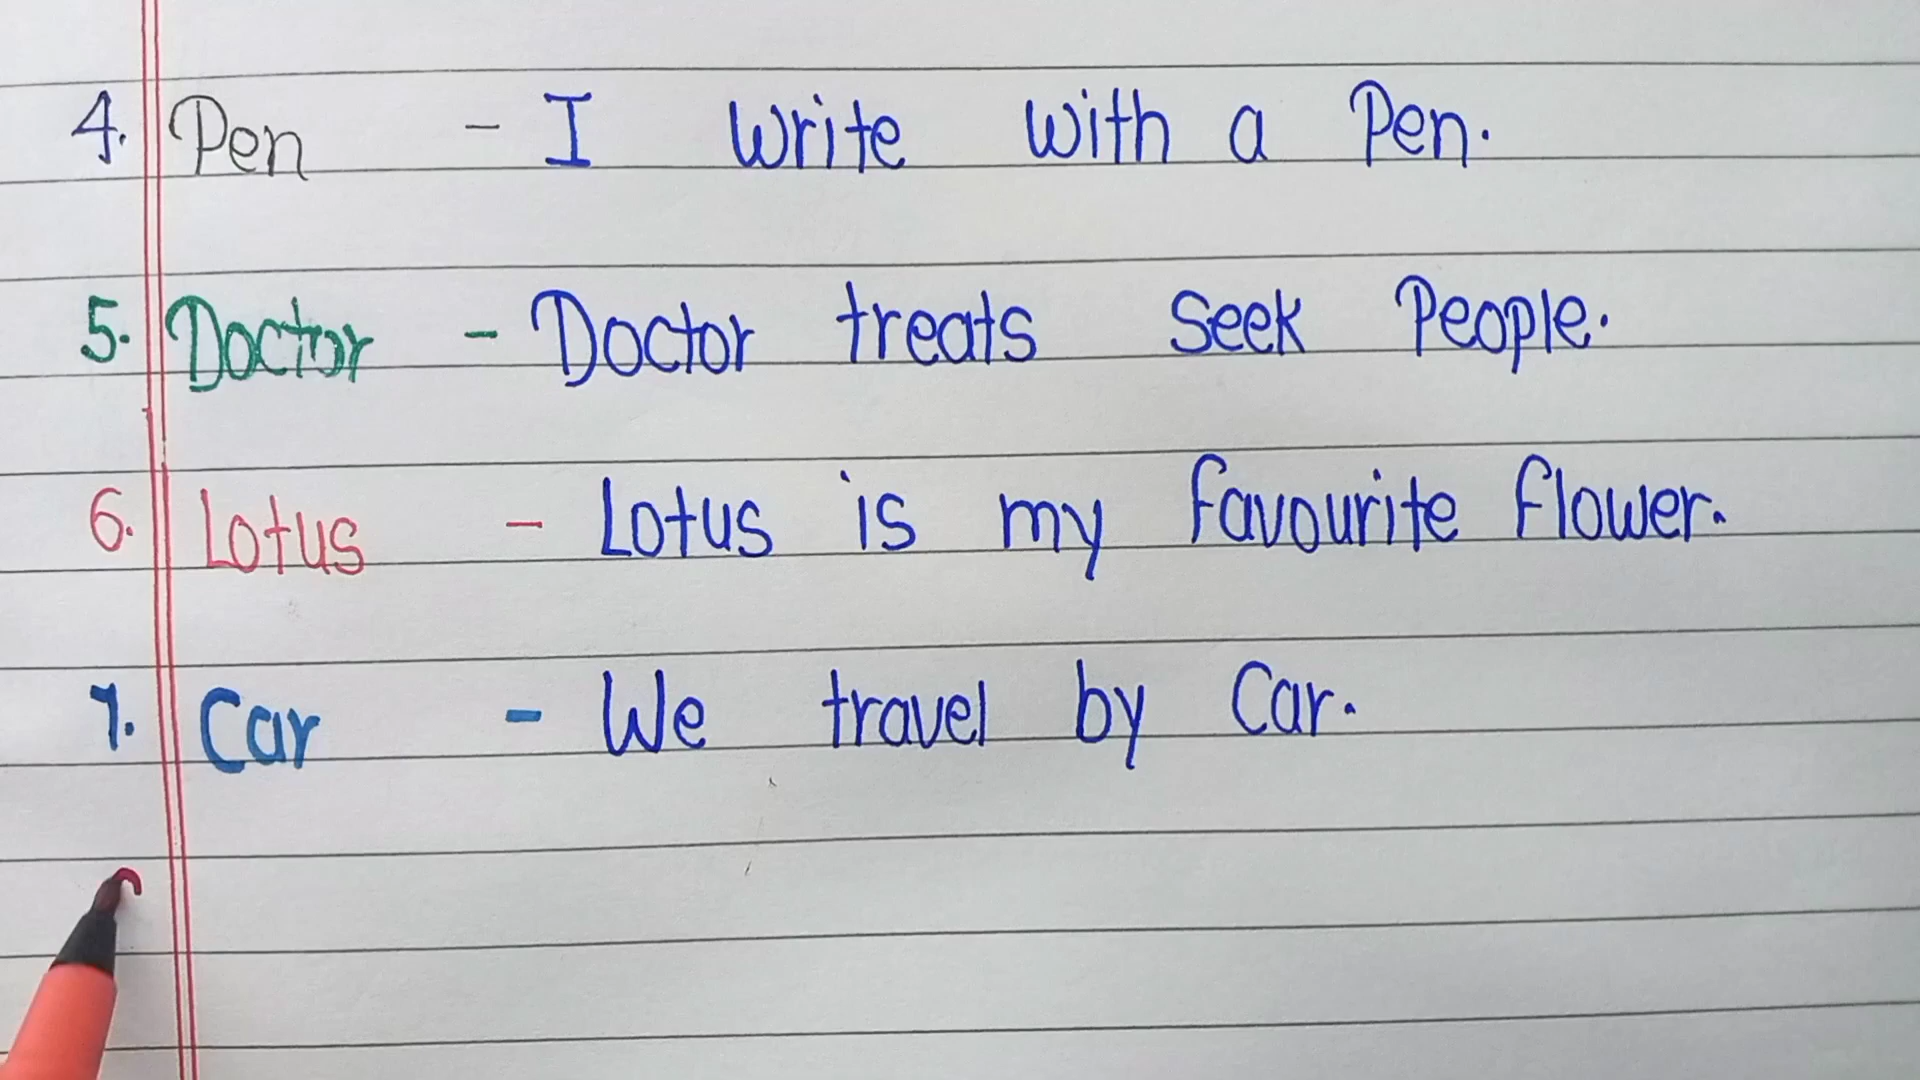 4. Pen - I write with a Pen.
5. Doctor - Doctor treats Seek People.
6. Lotus - Lotus is my favourite flower.
7. Car - We travel by Car.